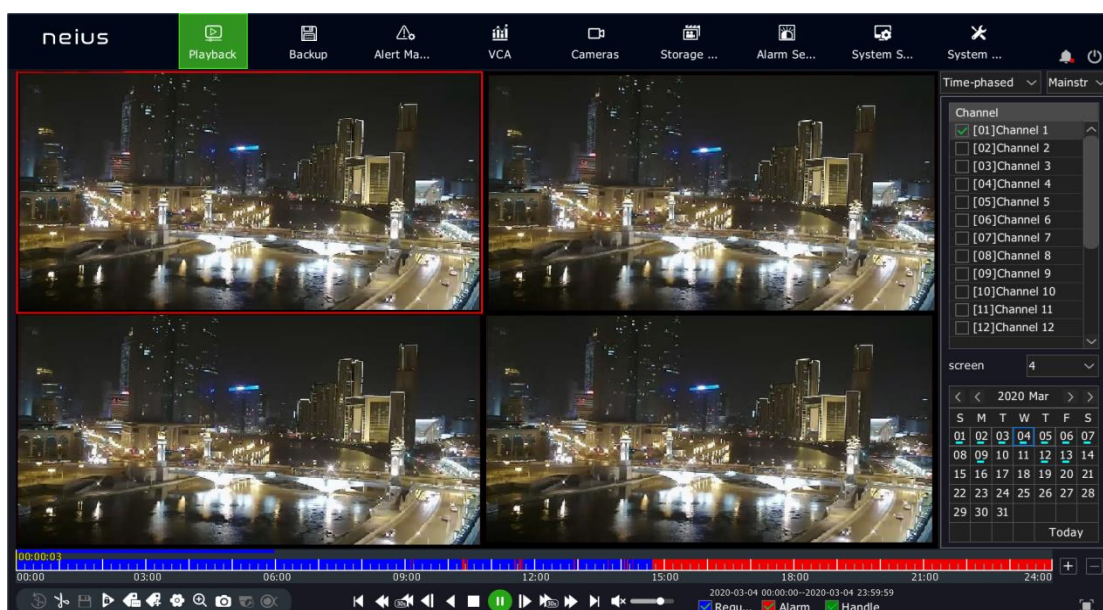 neius
Playback
Backup
Alert Ma...
VCA
Cameras
Storage ...
Alarm Se...
System S...
System ...
Time-phased
Mainstr
Channel
[01]Channel 1
[02]Channel 2
[03]Channel 3
[04]Channel 4
[05]Channel 5
[06]Channel 6
[07]Channel 7
[08]Channel 8
[09]Channel 9
[10]Channel 10
[11]Channel 11
[12]Channel 12
screen 4
2020 Mar
S M T W T F S
01 02 03 04 05 06 07
08 09 10 11 12 13 14
15 16 17 18 19 20 21
22 23 24 25 26 27 28
29 30 31
Today
00:00:03
00:00 03:00 06:00 09:00 12:00 15:00 18:00 21:00 24:00
30s 30s
2020-03-04 00:00:00--2020-03-04 23:59:59
Regu... Alarm Handle